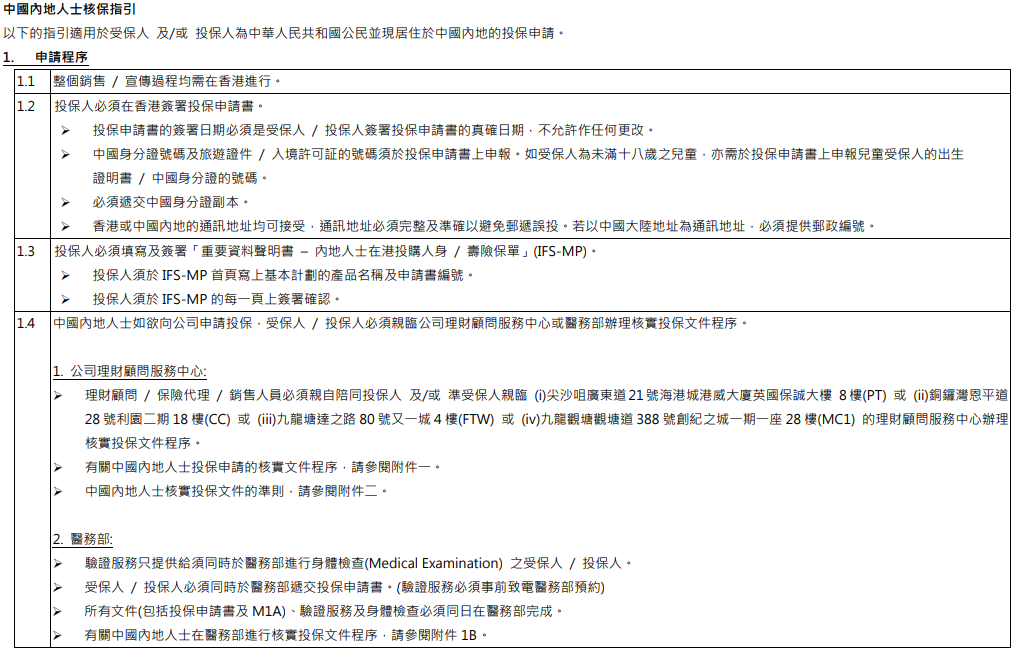 中國內地人士核保指引
以下的指引適用於受保人 及/或 投保人為中華人民共和國公民並現居住於中國內地的投保申請。
1. 申請程序
1.1 整個銷售 / 宣傳過程均需在香港進行。
1.2 投保人必須在香港簽署投保申請書。
➢ 投保申請書的簽署日期必須是受保人 / 投保人簽署投保申請書的真確日期，不允許作任何更改。
➢ 中國身分證號碼及旅遊證件 / 入境許可証的號碼須於投保申請書上申報。如受保人為未滿十八歲之兒童，亦需於投保申請書上申報兒童受保人的出生
證明書 / 中國身分證的號碼。
➢ 必須遞交中國身分證副本。
➢ 香港或中國內地的通訊地址均可接受，通訊地址必須完整及準確以避免郵遞誤投。若以中國大陸地址為通訊地址，必須提供郵政編號。
1.3 投保人必須填寫及簽署「重要資料聲明書 – 內地人士在港投購人身 / 壽險保單」(IFS-MP)。
➢ 投保人須於 IFS-MP 首頁寫上基本計劃的產品名稱及申請書編號。
➢ 投保人須於 IFS-MP 的每一頁上簽署確認。
1.4 中國內地人士如欲向公司申請投保，受保人 / 投保人必須親臨公司理財顧問服務中心或醫務部辦理核實投保文件程序。
1. 公司理財顧問服務中心:
➢ 理財顧問 / 保險代理 / 銷售人員必須親自陪同投保人 及/或 準受保人親臨 (i)尖沙咀廣東道 21 號海港城港威大廈英國保誠大樓 8 樓(PT) 或 (ii)銅鑼灣恩平道
28 號利園二期 18 樓(CC) 或 (iii)九龍塘達之路 80 號又一城 4 樓(FTW) 或 (iv)九龍觀塘觀塘道 388 號創紀之城一期一座 28 樓(MC1) 的理財顧問服務中心辦理
核實投保文件程序。
➢ 有關中國內地人士投保申請的核實文件程序，請參閱附件一。
➢ 中國內地人士核實投保文件的準則，請參閱附件二。
2. 醫務部:
➢ 驗證服務只提供給須同時於醫務部進行身體檢查(Medical Examination) 之受保人 / 投保人。
➢ 受保人 / 投保人必須同時於醫務部遞交投保申請書。(驗證服務必須事前致電醫務部預約)
➢ 所有文件(包括投保申請書及 M1A)、驗證服務及身體檢查必須同日在醫務部完成。
➢ 有關中國內地人士在醫務部進行核實投保文件程序，請參閱附件 1B。